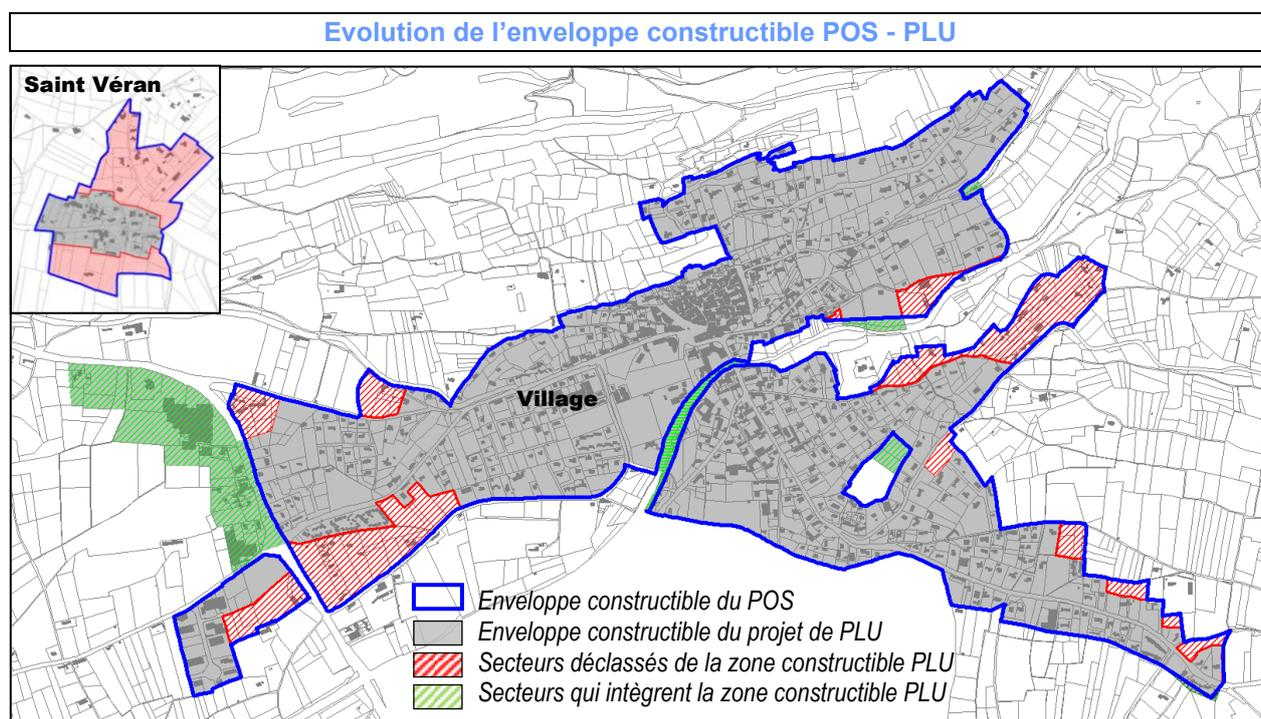 Evolution de l’enveloppe constructible POS - PLU
Saint Véran
Village
Enveloppe constructible du POS
Enveloppe constructible du projet de PLU
Secteurs déclassés de la zone constructible PLU
Secteurs qui intègrent la zone constructible PLU